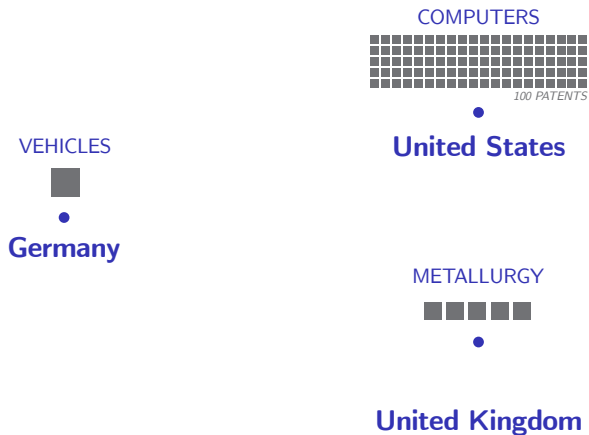 COMPUTERS
100 PATENTS
United States
VEHICLES
Germany
METALLURGY
United Kingdom